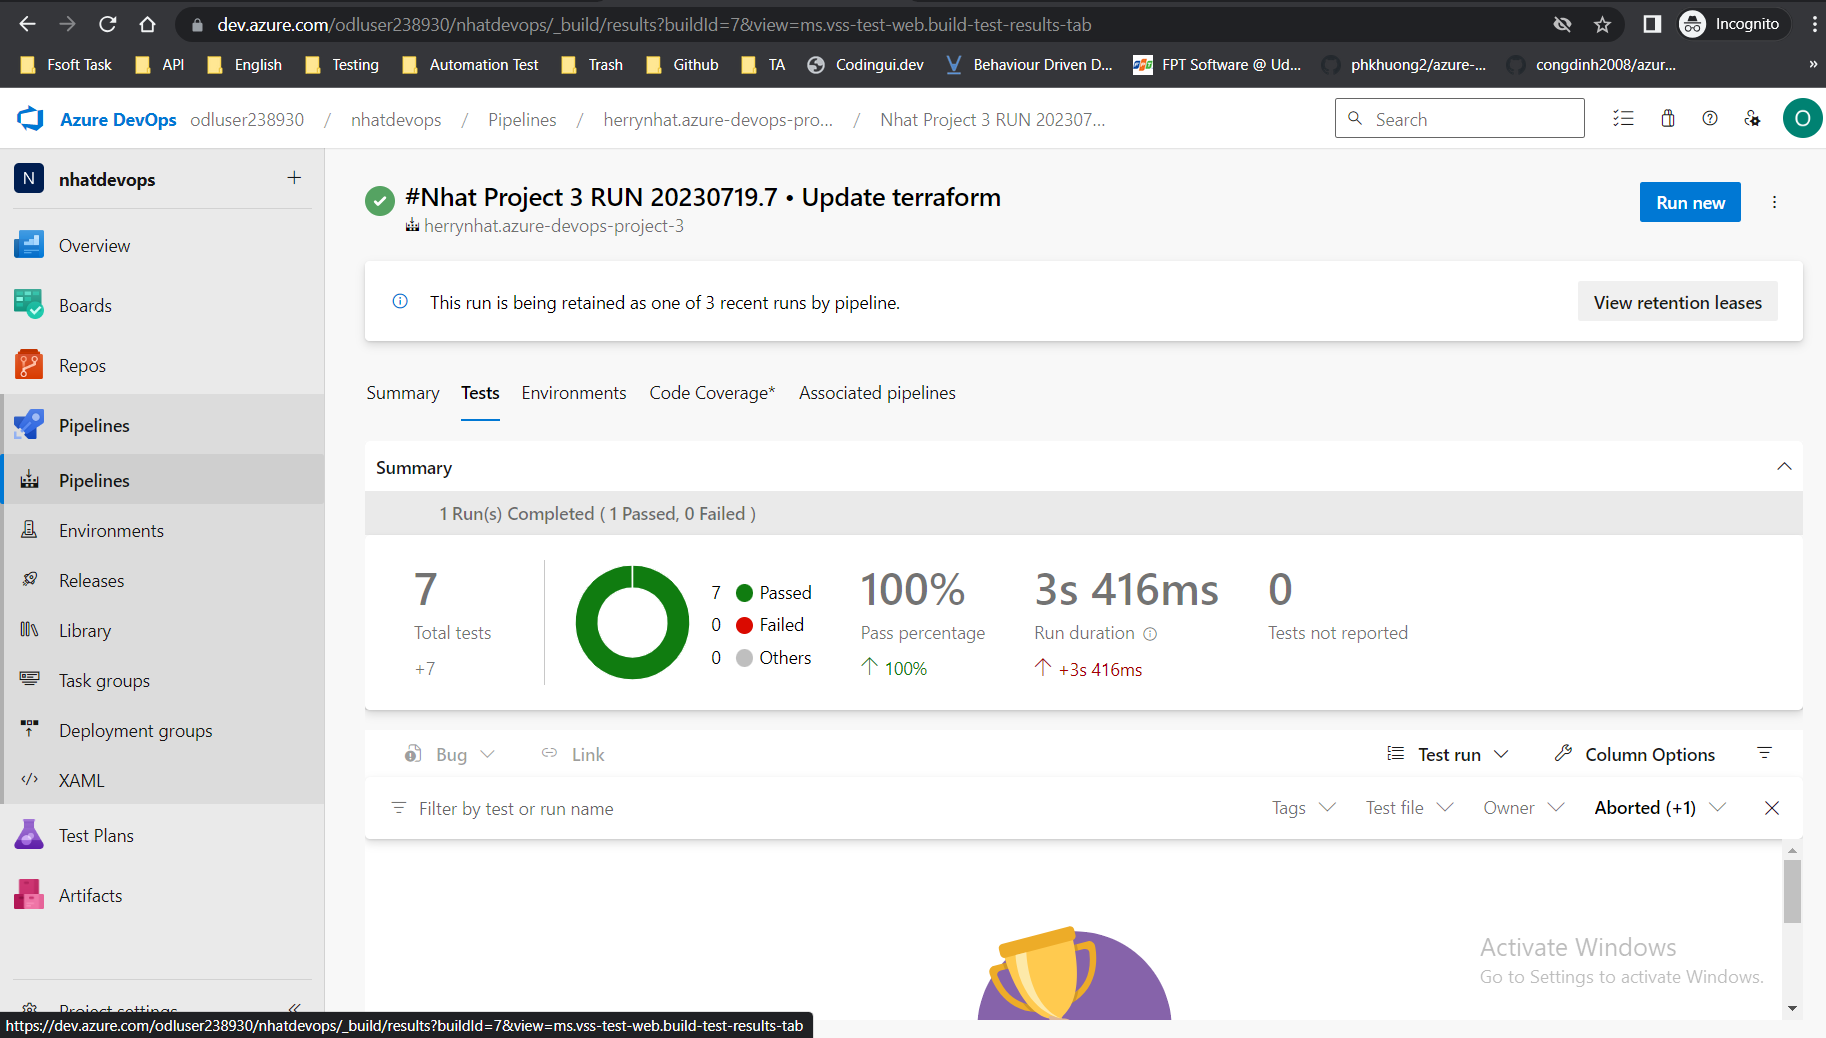 dev.azure.com/odluser238930/nhatdevops/_build/results?buildId=7&view=ms.vss-test-web.build-test-results-tab
Incognito
Fsoft Task API English Testing Automation Test Trash Github TA Codingui.dev Behaviour Driven D... FPT Software @ Ud... phkhuong2/azure-... congdinh2008/azur... »
Azure DevOps odluser238930 / nhatdevops / Pipelines / herrynhat.azure-devops-pro... / Nhat Project 3 RUN 202307... Search O
N nhatdevops +
Overview
Boards
Repos
Pipelines
Pipelines
Environments
Releases
Library
Task groups
Deployment groups
XAML
Test Plans
Artifacts
Project settings
#Nhat Project 3 RUN 20230719.7 • Update terraform
herrynhat.azure-devops-project-3
Run new
This run is being retained as one of 3 recent runs by pipeline.
View retention leases
Summary Tests Environments Code Coverage* Associated pipelines
Summary
1 Run(s) Completed ( 1 Passed, 0 Failed )
7
Total tests
+7
7 Passed
0 Failed
0 Others
100%
Pass percentage
100%
3s 416ms
Run duration
+3s 416ms
0
Tests not reported
Bug Link Test run Column Options
Filter by test or run name Tags Test file Owner Aborted (+1)
Activate Windows
Go to Settings to activate Windows.
https://dev.azure.com/odluser238930/nhatdevops/_build/results?buildId=7&view=ms.vss-test-web.build-test-results-tab